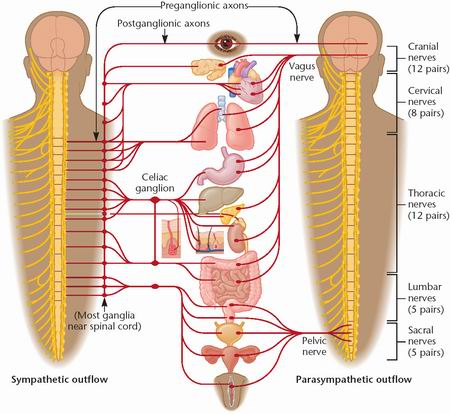 Preganglionic axons
Postganglionic axons
Vagus
nerve
Cranial
nerves
(12 pairs)
Cervical
nerves
(8 pairs)
Celiac
ganglion
Thoracic
nerves
(12 pairs)
Lumbar
nerves
(5 pairs)
(Most ganglia
near spinal cord)
Pelvic
nerve
Sacral
nerves
(5 pairs)
Sympathetic outflow
Parasympathetic outflow